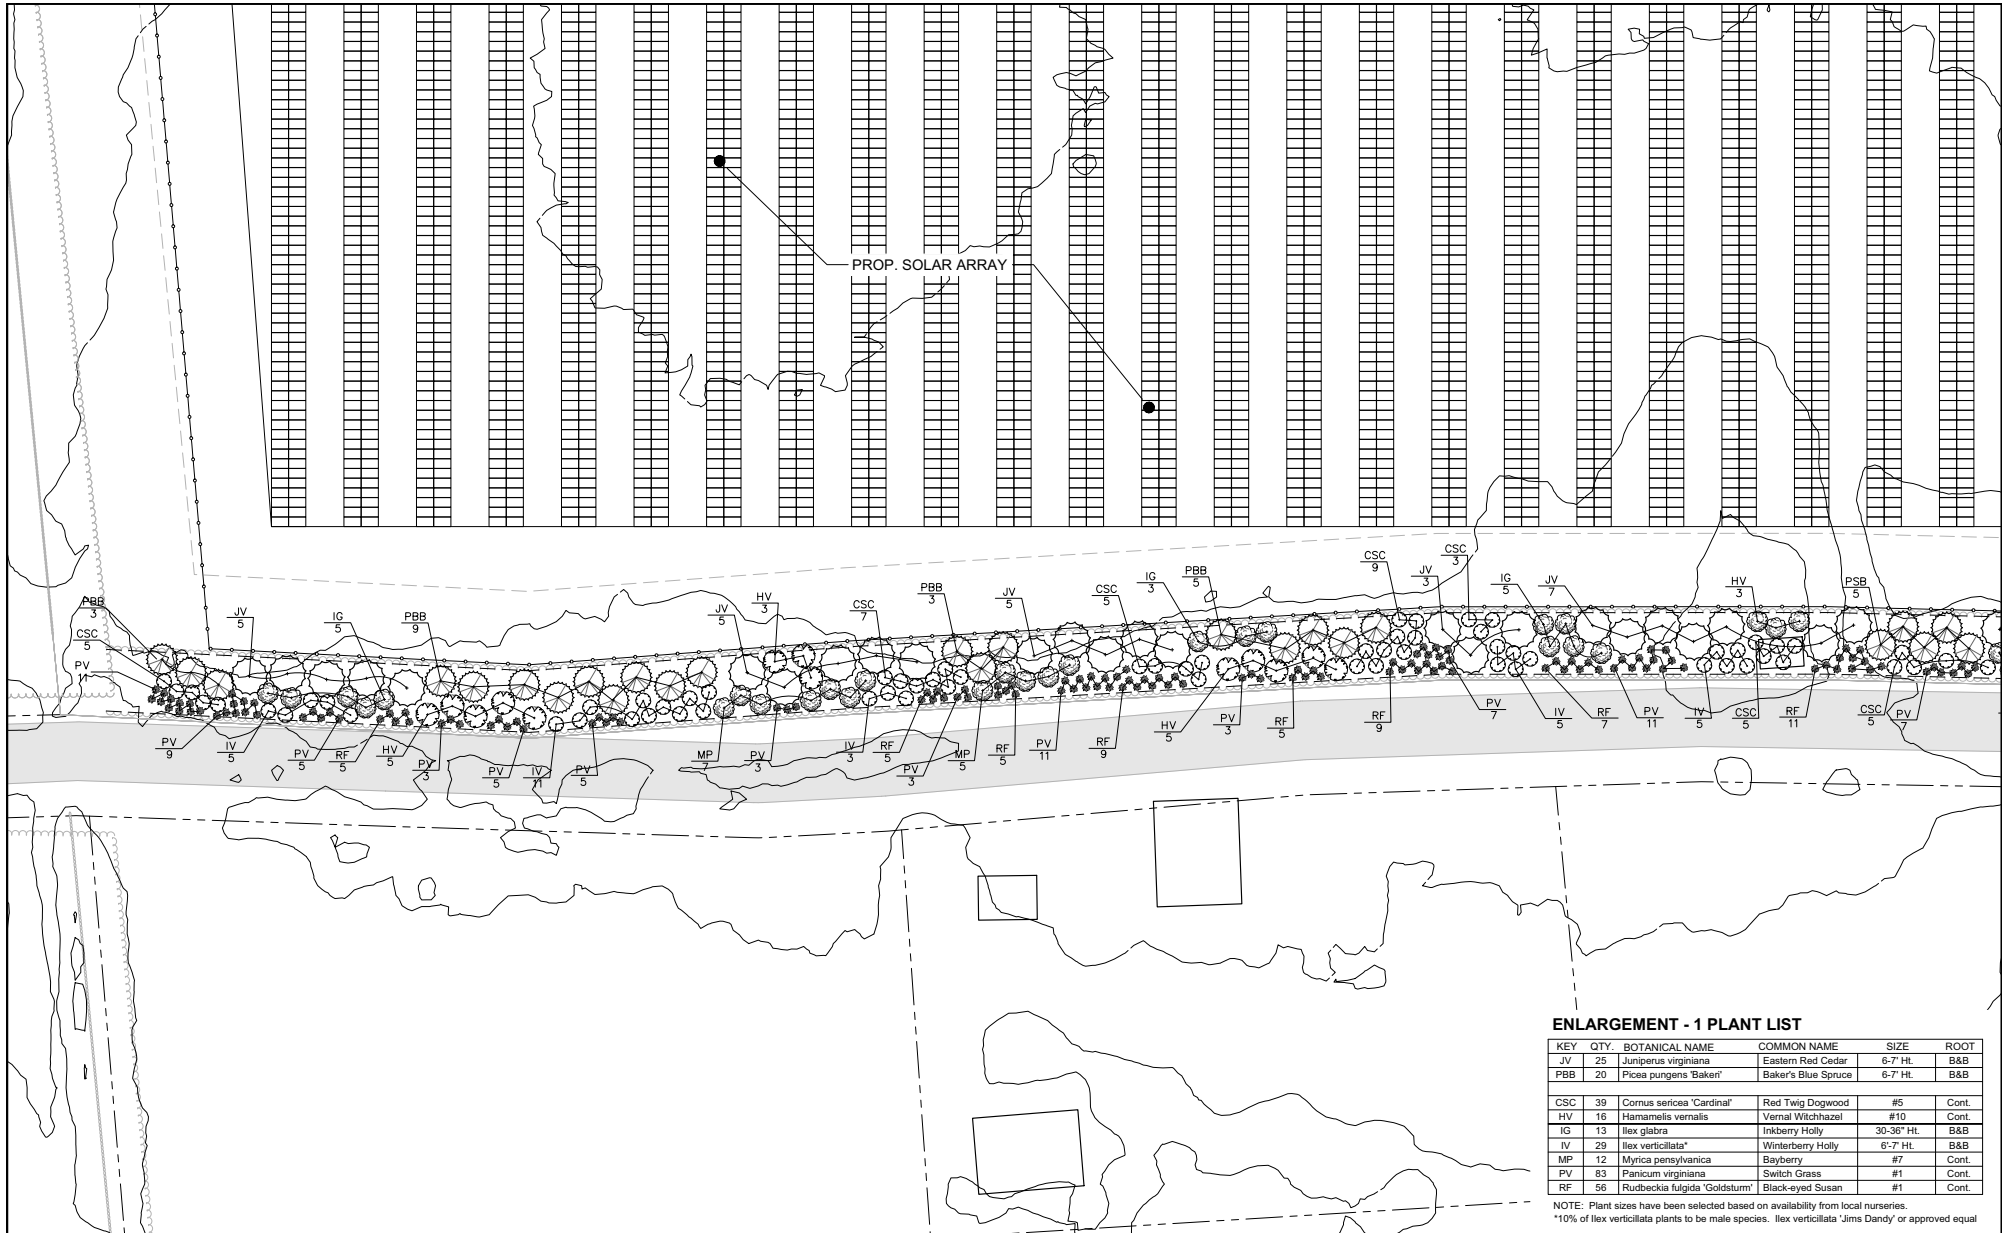 PROP. SOLAR ARRAY
PBB
3
CSC
5
PV
11
JV
5
IG
5
PBB
9
JV
5
HV
3
CSC
7
PBB
3
JV
5
CSC
5
IG
3
PBB
5
CSC
9
JV
3
CSC
3
IG
5
JV
7
HV
3
PSB
5
PV
9
IV
5
PV
5
RF
5
HV
5
PV
3
PV
5
IV
11
PV
5
MP
7
PV
3
IV
3
RF
5
PV
3
MP
5
RF
5
PV
11
RF
9
HV
5
PV
3
RF
5
RF
9
PV
7
IV
5
RF
7
PV
11
IV
5
CSC
5
RF
11
CSC
5
PV
7
ENLARGEMENT - 1 PLANT LIST
KEY QTY. BOTANICAL NAME COMMON NAME SIZE ROOT
JV 25 Juniperus virginiana Eastern Red Cedar 6-7' Ht. B&B
PBB 20 Picea pungens 'Bakeri' Baker's Blue Spruce 6-7' Ht. B&B
CSC 39 Cornus sericea 'Cardinal' Red Twig Dogwood #5 Cont.
HV 16 Hamamelis vernalis Vernal Witchhazel #10 Cont.
IG 13 Ilex glabra Inkberry Holly 30-36" Ht. B&B
IV 29 Ilex verticillata* Winterberry Holly 6'-7' Ht. B&B
MP 12 Myrica pensylvanica Bayberry #7 Cont.
PV 83 Panicum virginiana Switch Grass #1 Cont.
RF 56 Rudbeckia fulgida 'Goldsturm' Black-eyed Susan #1 Cont.
NOTE: Plant sizes have been selected based on availability from local nurseries.
*10% of Ilex verticillata plants to be male species. Ilex verticillata 'Jims Dandy' or approved equal